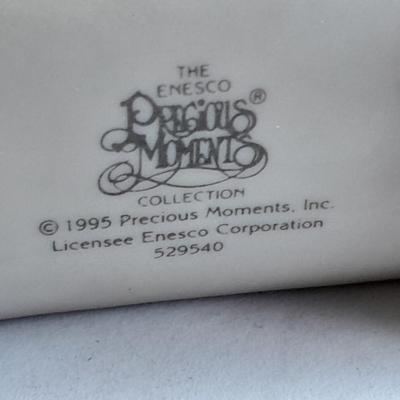 THE
ENESCO
PRECIOUS®
MOMENTS
COLLECTION
© 1995 Precious Moments, Inc.
Licensee Enesco Corporation
529540